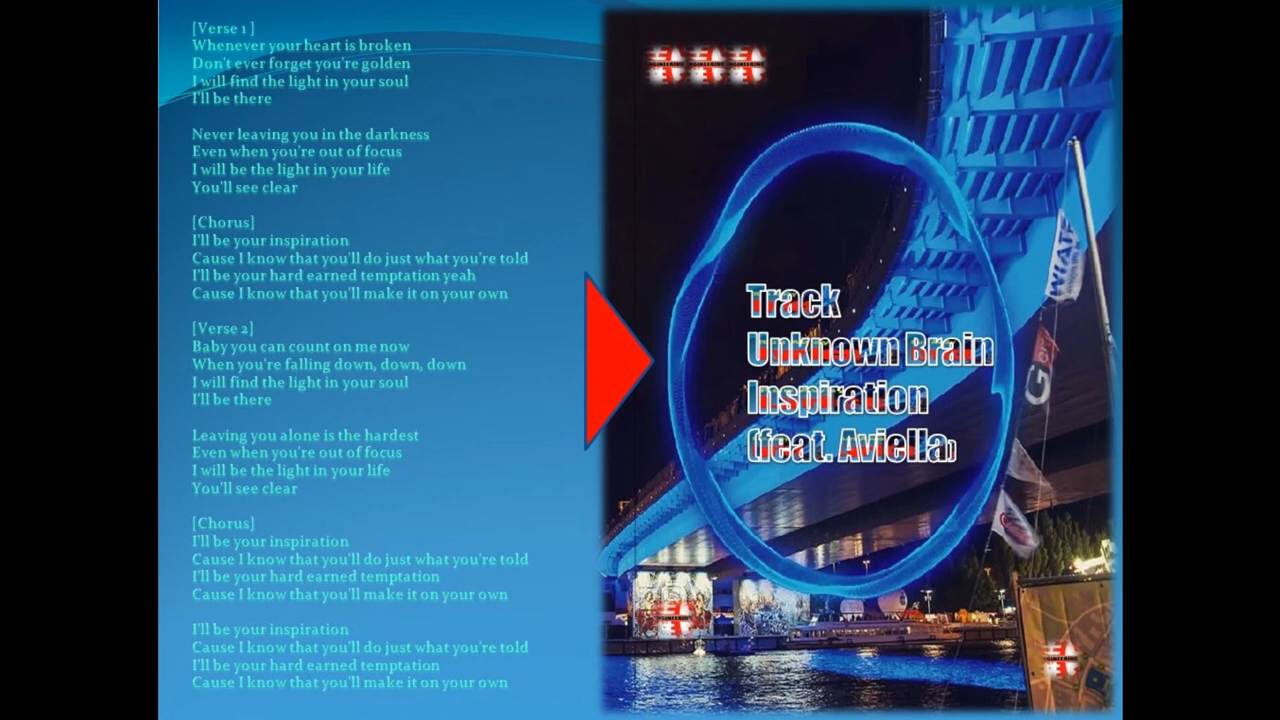 [Verse 1 ]
Whenever your heart is broken
Don't ever forget you're golden
I will find the light in your soul
I'll be there
Never leaving you in the darkness
Even when you're out of focus
I will be the light in your life
You'll see clear
[Chorus]
I'll be your inspiration
Cause I know that you'll do just what you're told
I'll be your hard earned temptation yeah
Cause I know that you'll make it on your own
[Verse 2]
Baby you can count on me now
When you're falling down, down, down
I will find the light in your soul
I'll be there
Leaving you alone is the hardest
Even when you're out of focus
I will be the light in your life
You'll see clear
[Chorus]
I'll be your inspiration
Cause I know that you'll do just what you're told
I'll be your hard earned temptation
Cause I know that you'll make it on your own
I'll be your inspiration
Cause I know that you'll do just what you're told
I'll be your hard earned temptation
Cause I know that you'll make it on your own
Track
Unknown Brain
Inspiration
(feat. Aviella)